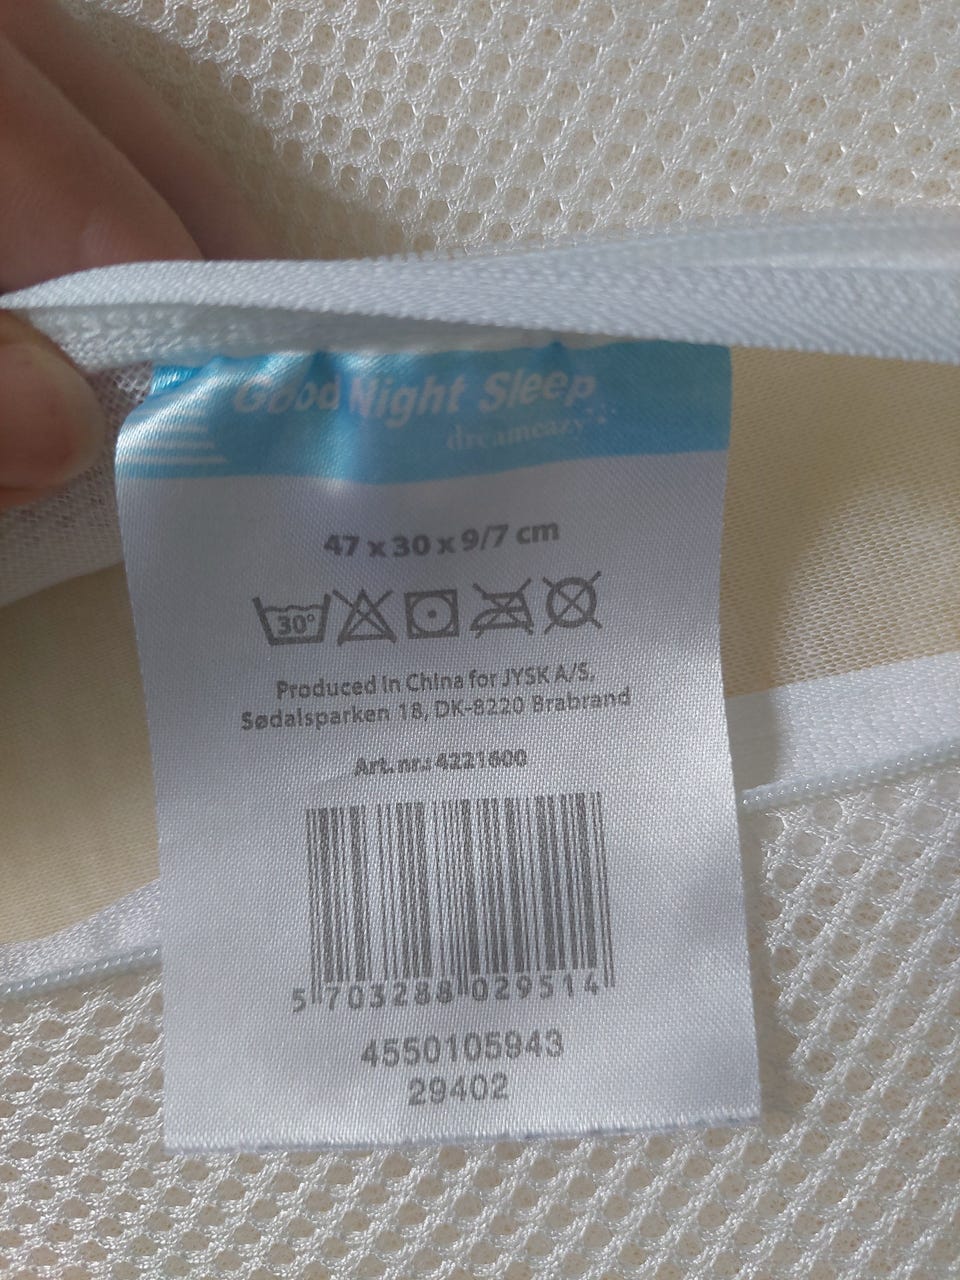 Good Night Sleep
dreameazy
47 x 30 x 9/7 cm
30°
Produced in China for JYSK A/S,
Sødalsparken 18, DK-8220 Brabrand
Art. nr.: 4221600
5 703288 029514
4550105943
29402